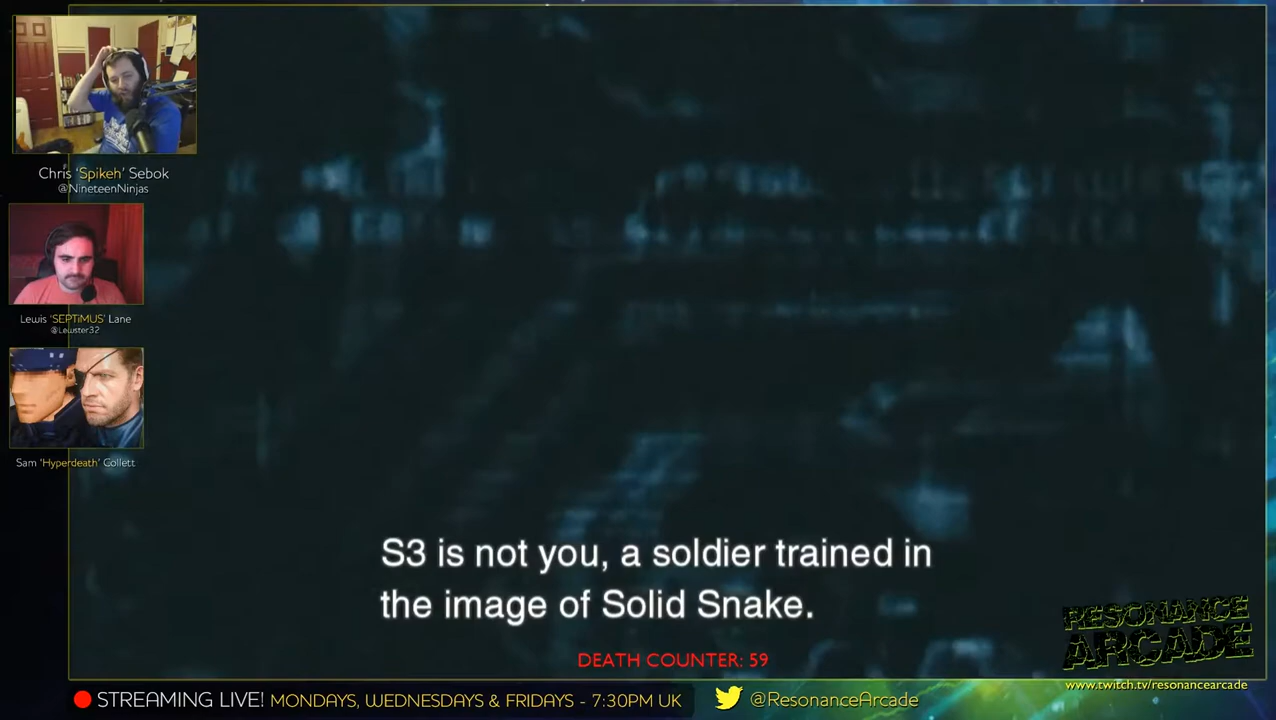 Chris 'Spikeh' Sebok
@NineteenNinjas
Lewis 'SEPTiMUS' Lane
@Lewster32
Sam 'Hyperdeath' Collett
S3 is not you, a soldier trained in
the image of Solid Snake.
DEATH COUNTER: 59
RESONANCE
ARCADE
www.twitch.tv/resonancearcade
STREAMING LIVE! MONDAYS, WEDNESDAYS & FRIDAYS - 7:30PM UK
@ResonanceArcade